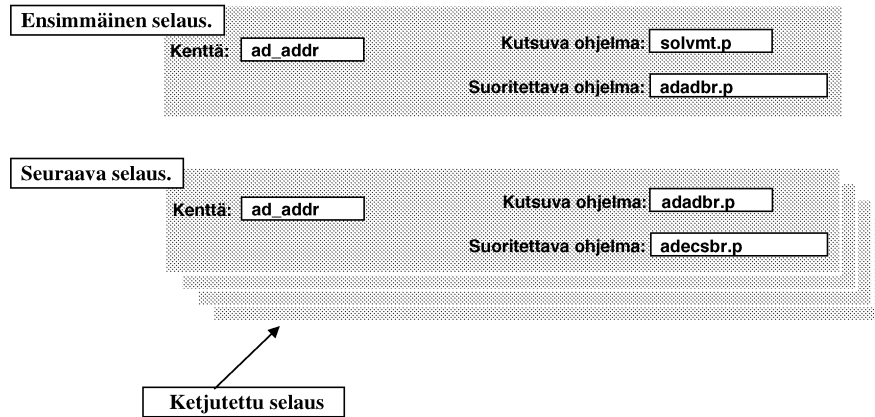 Ensimmäinen selaus.
Kenttä: ad_addr Kutsuva ohjelma: solvmt.p
Suoritettava ohjelma: adadbr.p
Seuraava selaus.
Kenttä: ad_addr Kutsuva ohjelma: adadbr.p
Suoritettava ohjelma: adecsbr.p
Ketjutettu selaus